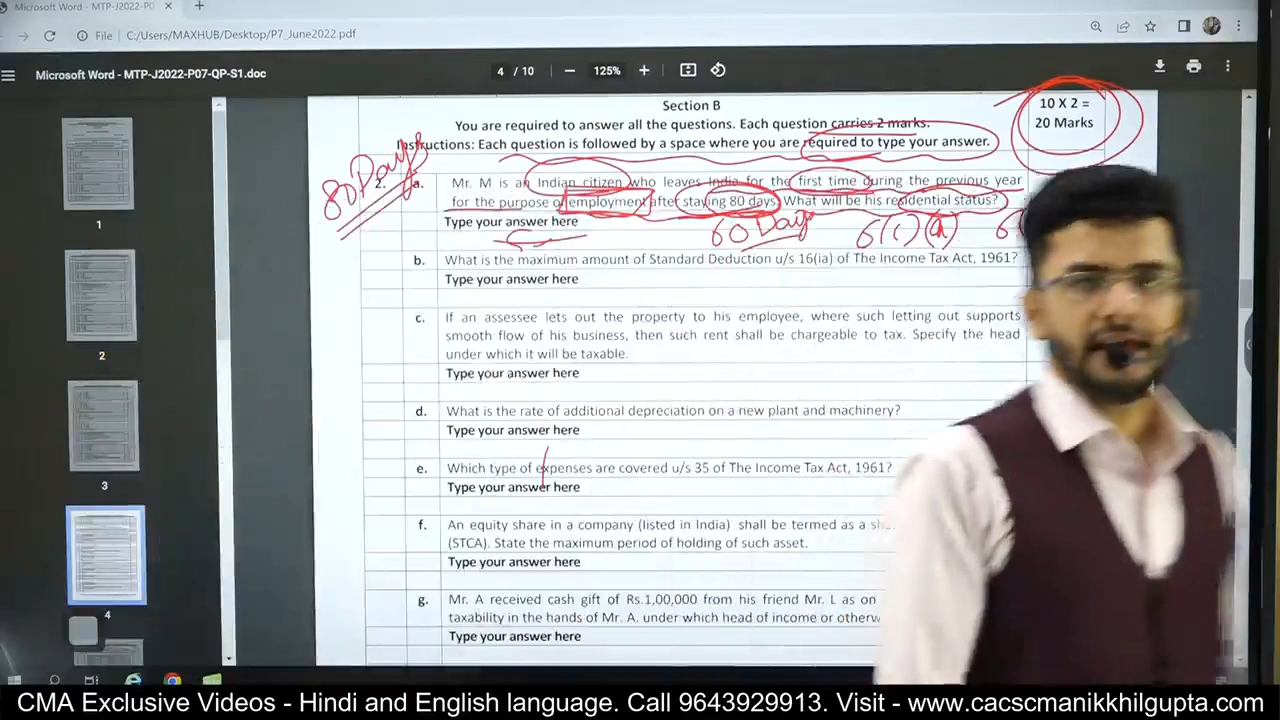 Microsoft Word - MTP-J2022-P0
File
C:/Users/MAXHUB/Desktop/P7_June2022.pdf
Microsoft Word - MTP-J2022-P07-QP-S1.doc
4 / 10
125%
1
2
3
4
Section B
10 X 2 =
20 Marks
You are required to answer all the questions. Each question carries 2 marks.
Instructions: Each question is followed by a space where you are required to type your answer.
80 Days
2. a. Mr. M is an Indian citizen who leaves India for the first time during the previous year
for the purpose of employment after staying 80 days. What will be his residential status?
Type your answer here
60 Days 6(1)(a) 6
b. What is the maximum amount of Standard Deduction u/s 16(ia) of The Income Tax Act, 1961?
Type your answer here
c. If an assessee lets out the property to his employee, where such letting out supports
smooth flow of his business, then such rent shall be chargeable to tax. Specify the head
under which it will be taxable.
Type your answer here
d. What is the rate of additional depreciation on a new plant and machinery?
Type your answer here
e. Which type of expenses are covered u/s 35 of The Income Tax Act, 1961?
Type your answer here
f. An equity share in a company (listed in India) shall be termed as a
(STCA). State the maximum period of holding of such asset.
Type your answer here
g. Mr. A received cash gift of Rs.1,00,000 from his friend Mr. L as on
taxability in the hands of Mr. A. under which head of income or
Type your answer here
CMA Exclusive Videos - Hindi and English language. Call 9643929913. Visit - www.cacscmanikkhilgupta.com